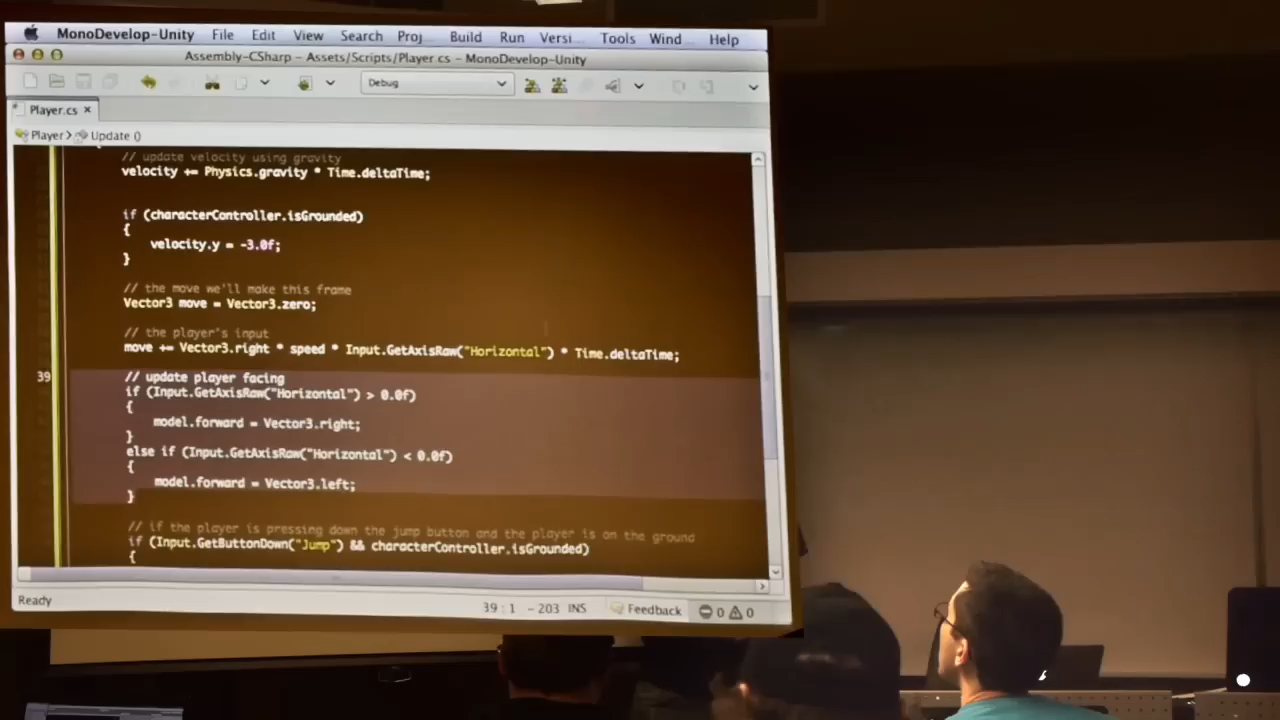 MonoDevelop-Unity File Edit View Search Proj... Build Run Versi... Tools Wind... Help
Assembly-CSharp – Assets/Scripts/Player.cs – MonoDevelop-Unity
Debug
Player.cs ×
Player > Update ()
// update velocity using gravity
velocity += Physics.gravity * Time.deltaTime;
if (characterController.isGrounded)
{
velocity.y = -3.0f;
}
// the move we'll make this frame
Vector3 move = Vector3.zero;
// the player's input
move += Vector3.right * speed * Input.GetAxisRaw("Horizontal") * Time.deltaTime;
39 // update player facing
if (Input.GetAxisRaw("Horizontal") > 0.0f)
{
model.forward = Vector3.right;
}
else if (Input.GetAxisRaw("Horizontal") < 0.0f)
{
model.forward = Vector3.left;
}
// if the player is pressing down the jump button and the player is on the ground
if (Input.GetButtonDown("Jump") && characterController.isGrounded)
{
Ready 39 : 1 – 203 INS Feedback 0 0